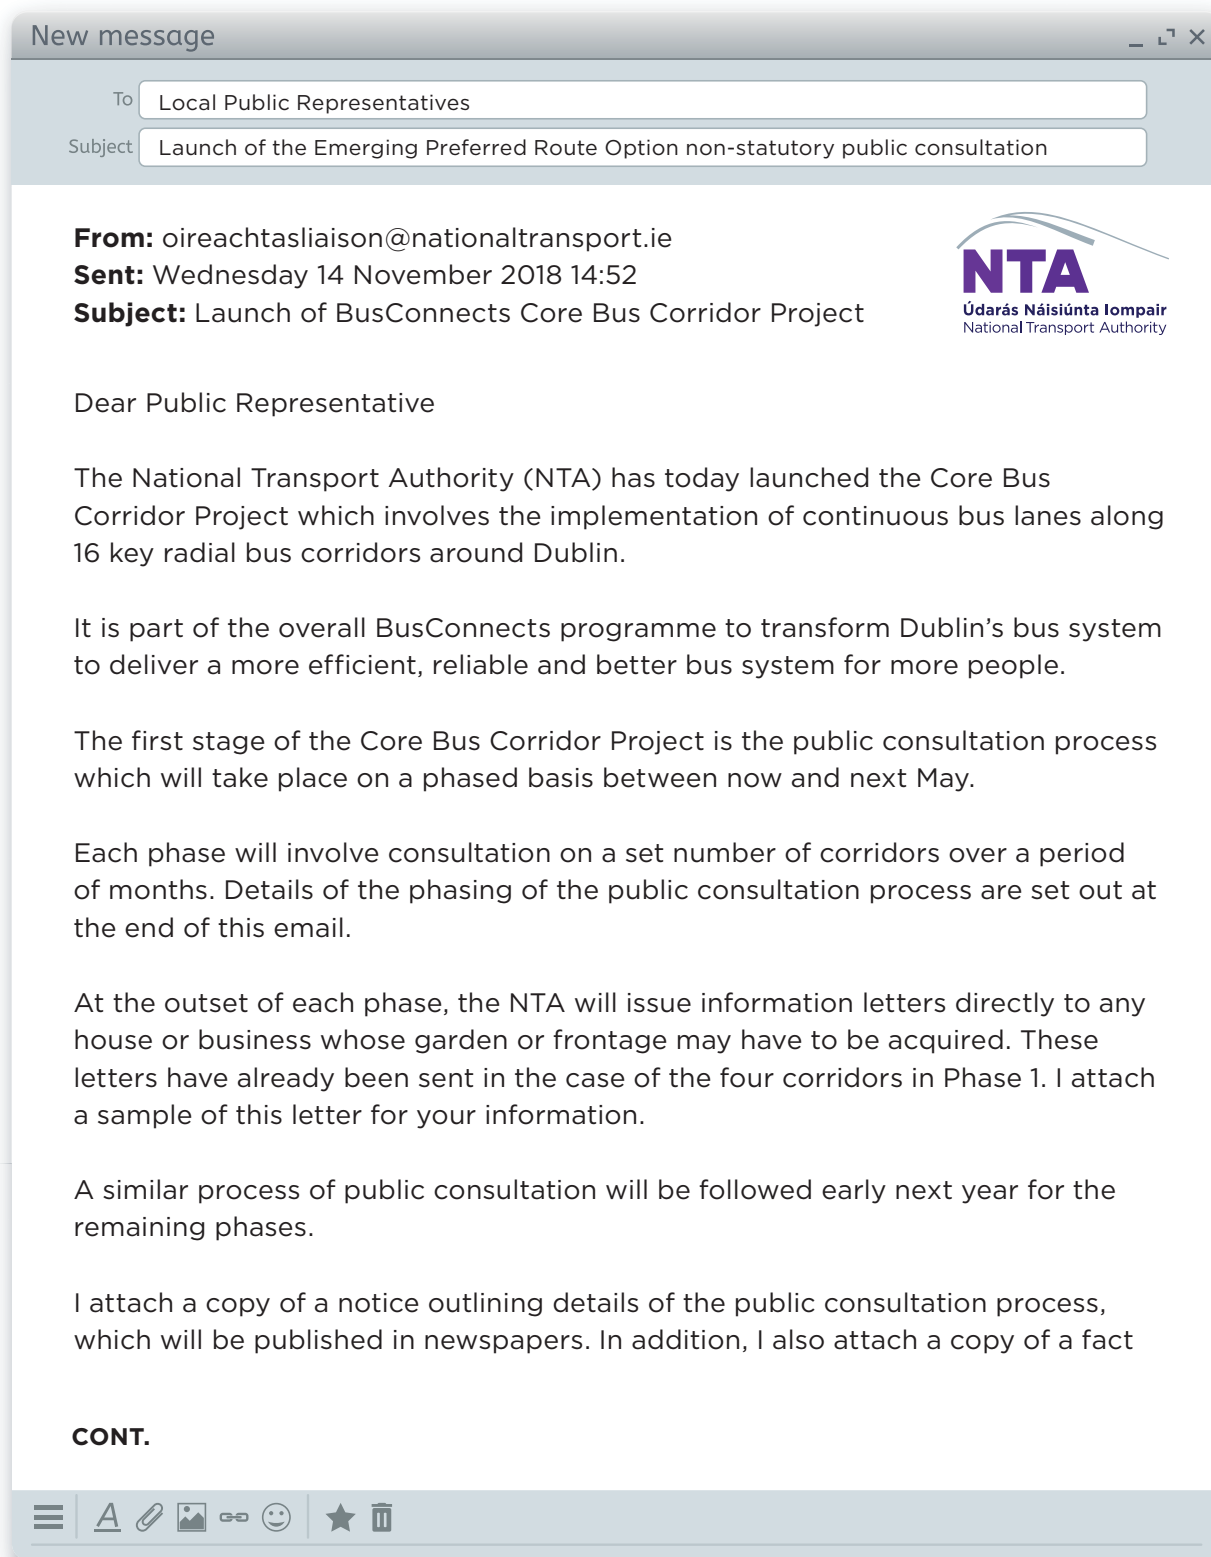 New message
To
Local Public Representatives
Subject
Launch of the Emerging Preferred Route Option non-statutory public consultation
From: oireachtasliaison@nationaltransport.ie
Sent: Wednesday 14 November 2018 14:52
Subject: Launch of BusConnects Core Bus Corridor Project
NTA
Údarás Náisiúnta Iompair
National Transport Authority
Dear Public Representative
The National Transport Authority (NTA) has today launched the Core Bus
Corridor Project which involves the implementation of continuous bus lanes along
16 key radial bus corridors around Dublin.
It is part of the overall BusConnects programme to transform Dublin’s bus system
to deliver a more efficient, reliable and better bus system for more people.
The first stage of the Core Bus Corridor Project is the public consultation process
which will take place on a phased basis between now and next May.
Each phase will involve consultation on a set number of corridors over a period
of months. Details of the phasing of the public consultation process are set out at
the end of this email.
At the outset of each phase, the NTA will issue information letters directly to any
house or business whose garden or frontage may have to be acquired. These
letters have already been sent in the case of the four corridors in Phase 1. I attach
a sample of this letter for your information.
A similar process of public consultation will be followed early next year for the
remaining phases.
I attach a copy of a notice outlining details of the public consultation process,
which will be published in newspapers. In addition, I also attach a copy of a fact
CONT.
A